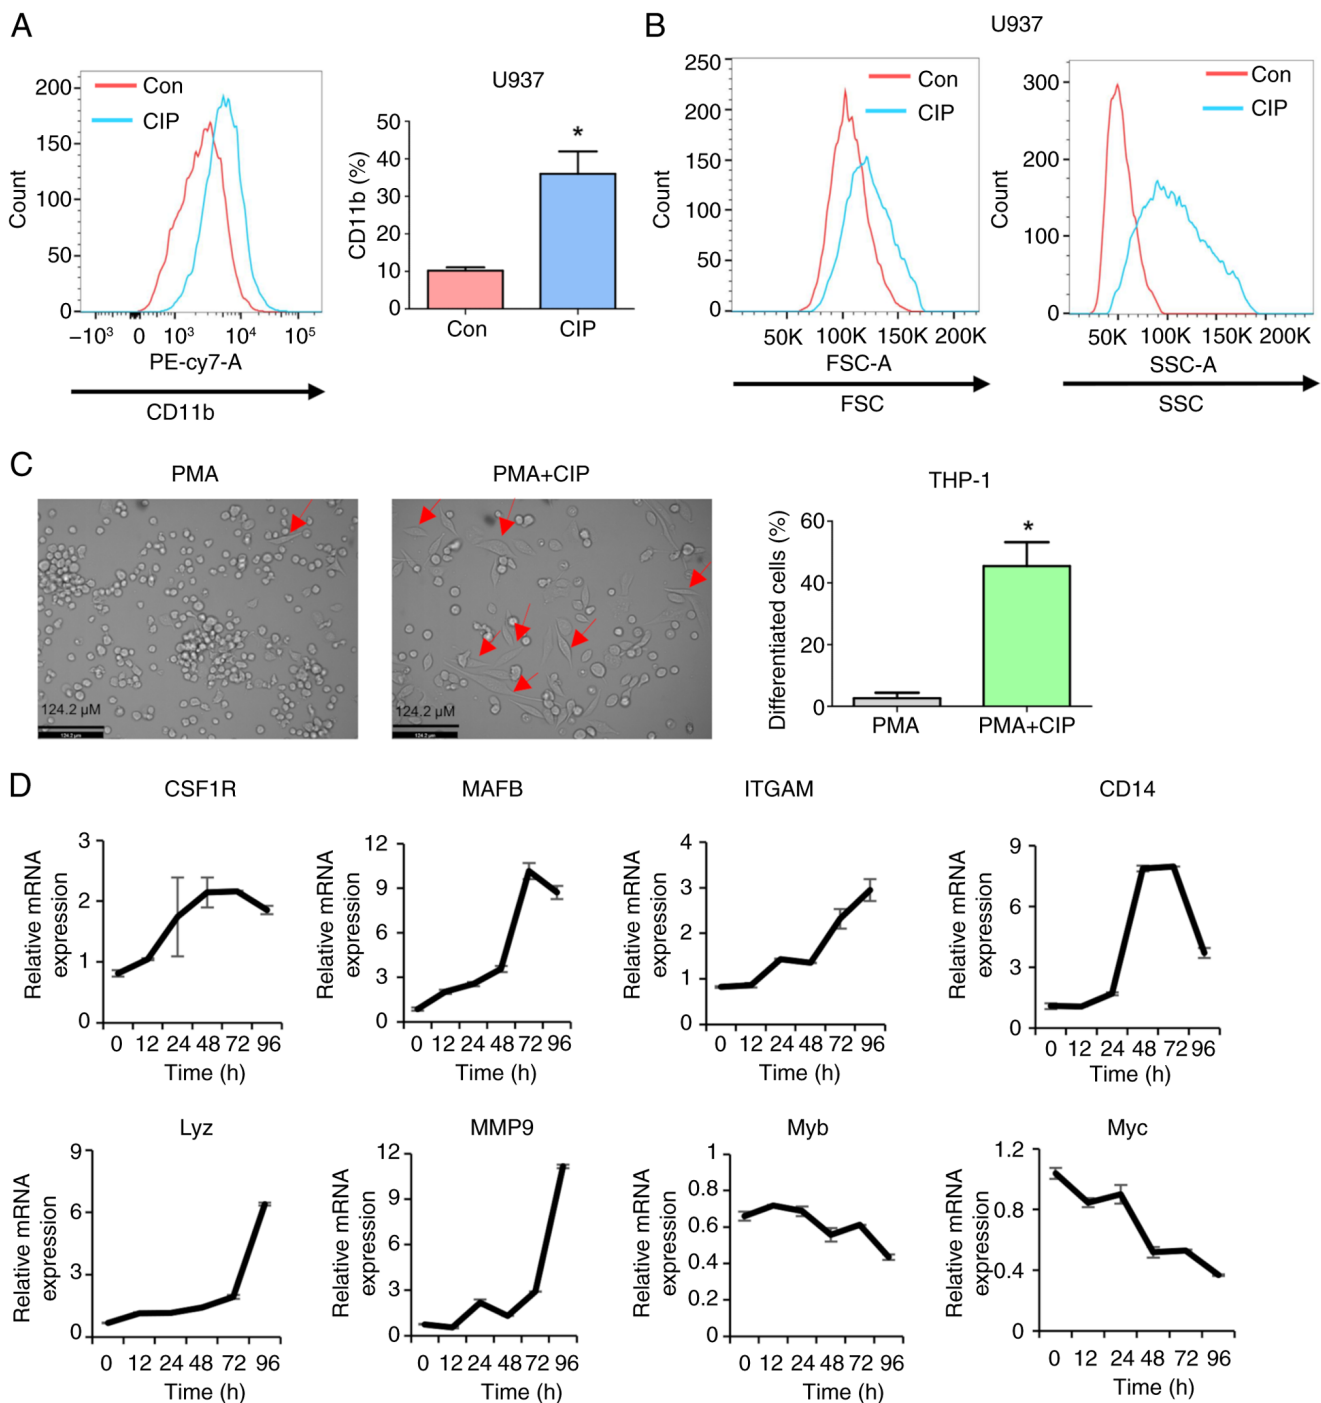 A
U937
Con
CIP
200
150
100
50
0
Count
−10³ 0 10³ 10⁴ 10⁵
PE-cy7-A
CD11b
50
40
30
20
10
0
CD11b (%)
*
Con CIP
B
U937
Con
CIP
250
200
150
100
50
0
Count
50K 100K 150K 200K
FSC-A
FSC
Con
CIP
300
200
100
0
Count
50K 100K 150K 200K
SSC-A
SSC
C
PMA
124.2 µM
124.2 µM
PMA+CIP
124.2 µM
124.2 µM
THP-1
60
40
20
0
Differentiated cells (%)
*
PMA PMA+CIP
D
CSF1R
3
2
1
0
Relative mRNA
expression
0 12 24 48 72 96
Time (h)
MAFB
12
9
6
3
0
Relative mRNA
expression
0 12 24 48 72 96
Time (h)
ITGAM
4
3
2
1
0
Relative mRNA
expression
0 12 24 48 72 96
Time (h)
CD14
9
6
3
0
Relative mRNA
expression
0 12 24 48 72 96
Time (h)
Lyz
9
6
3
0
Relative mRNA
expression
0 12 24 48 72 96
Time (h)
MMP9
12
9
6
3
0
Relative mRNA
expression
0 12 24 48 72 96
Time (h)
Myb
1
0.8
0.6
0.4
0.2
0
Relative mRNA
expression
0 12 24 48 72 96
Time (h)
Myc
1.2
0.8
0.4
0
Relative mRNA
expression
0 12 24 48 72 96
Time (h)